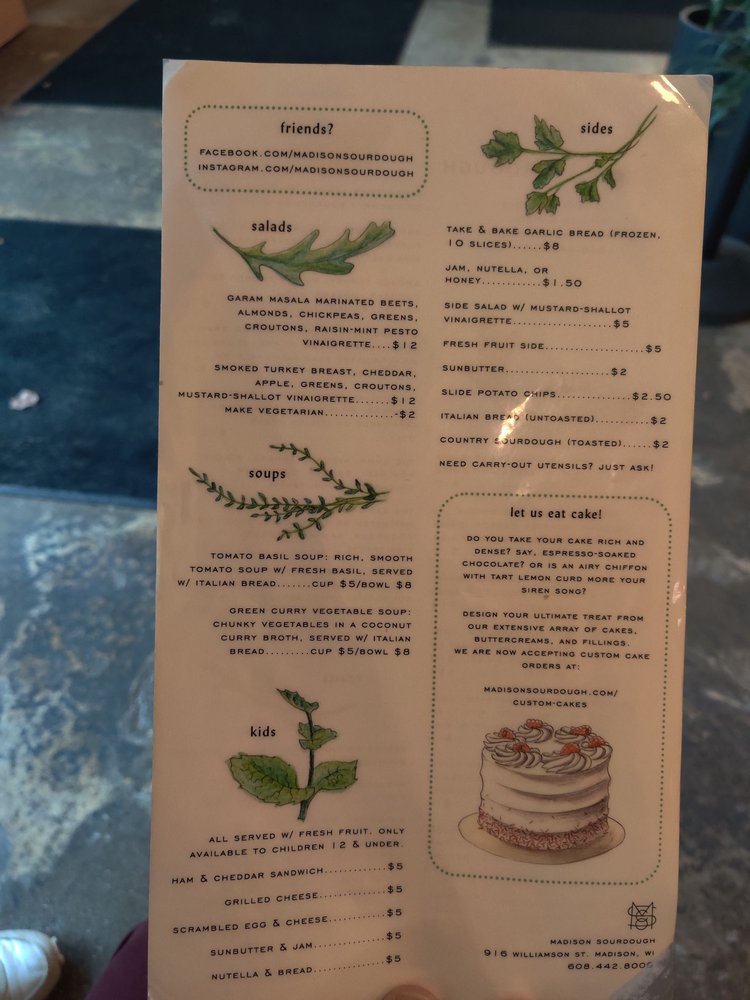 friends?
FACEBOOK.COM/MADISONSOURDOUGH
INSTAGRAM.COM/MADISONSOURDOUGH
salads
GARAM MASALA MARINATED BEETS,
ALMONDS, CHICKPEAS, GREENS,
CROUTONS, RAISIN-MINT PESTO
VINAIGRETTE....$12
SMOKED TURKEY BREAST, CHEDDAR,
APPLE, GREENS, CROUTONS,
MUSTARD-SHALLOT VINAIGRETTE.......$12
MAKE VEGETARIAN.............-$2
soups
TOMATO BASIL SOUP: RICH, SMOOTH
TOMATO SOUP W/ FRESH BASIL, SERVED
W/ ITALIAN BREAD.......CUP $5/BOWL $8
GREEN CURRY VEGETABLE SOUP:
CHUNKY VEGETABLES IN A COCONUT
CURRY BROTH, SERVED W/ ITALIAN
BREAD.........CUP $5/BOWL $8
kids
ALL SERVED W/ FRESH FRUIT. ONLY
AVAILABLE TO CHILDREN 12 & UNDER.
HAM & CHEDDAR SANDWICH............$5
GRILLED CHEESE.............$5
SCRAMBLED EGG & CHEESE............$5
SUNBUTTER & JAM.............$5
NUTELLA & BREAD..............$5
sides
TAKE & BAKE GARLIC BREAD (FROZEN,
10 SLICES)......$8
JAM, NUTELLA, OR
HONEY............$1.50
SIDE SALAD W/ MUSTARD-SHALLOT
VINAIGRETTE....................$5
FRESH FRUIT SIDE....................$5
SUNBUTTER.....................$2
SLIDE POTATO CHIPS...............$2.50
ITALIAN BREAD (UNTOASTED)...........$2
COUNTRY SOURDOUGH (TOASTED)......$2
NEED CARRY-OUT UTENSILS? JUST ASK!
let us eat cake!
DO YOU TAKE YOUR CAKE RICH AND
DENSE? SAY, ESPRESSO-SOAKED
CHOCOLATE? OR IS AN AIRY CHIFFON
WITH TART LEMON CURD MORE YOUR
SIREN SONG?
DESIGN YOUR ULTIMATE TREAT FROM
OUR EXTENSIVE ARRAY OF CAKES,
BUTTERCREAMS, AND FILLINGS.
WE ARE NOW ACCEPTING CUSTOM CAKE
ORDERS AT:
MADISONSOURDOUGH.COM/
CUSTOM-CAKES
MADISON SOURDOUGH
916 WILLIAMSON ST. MADISON, WI
608.442.8009